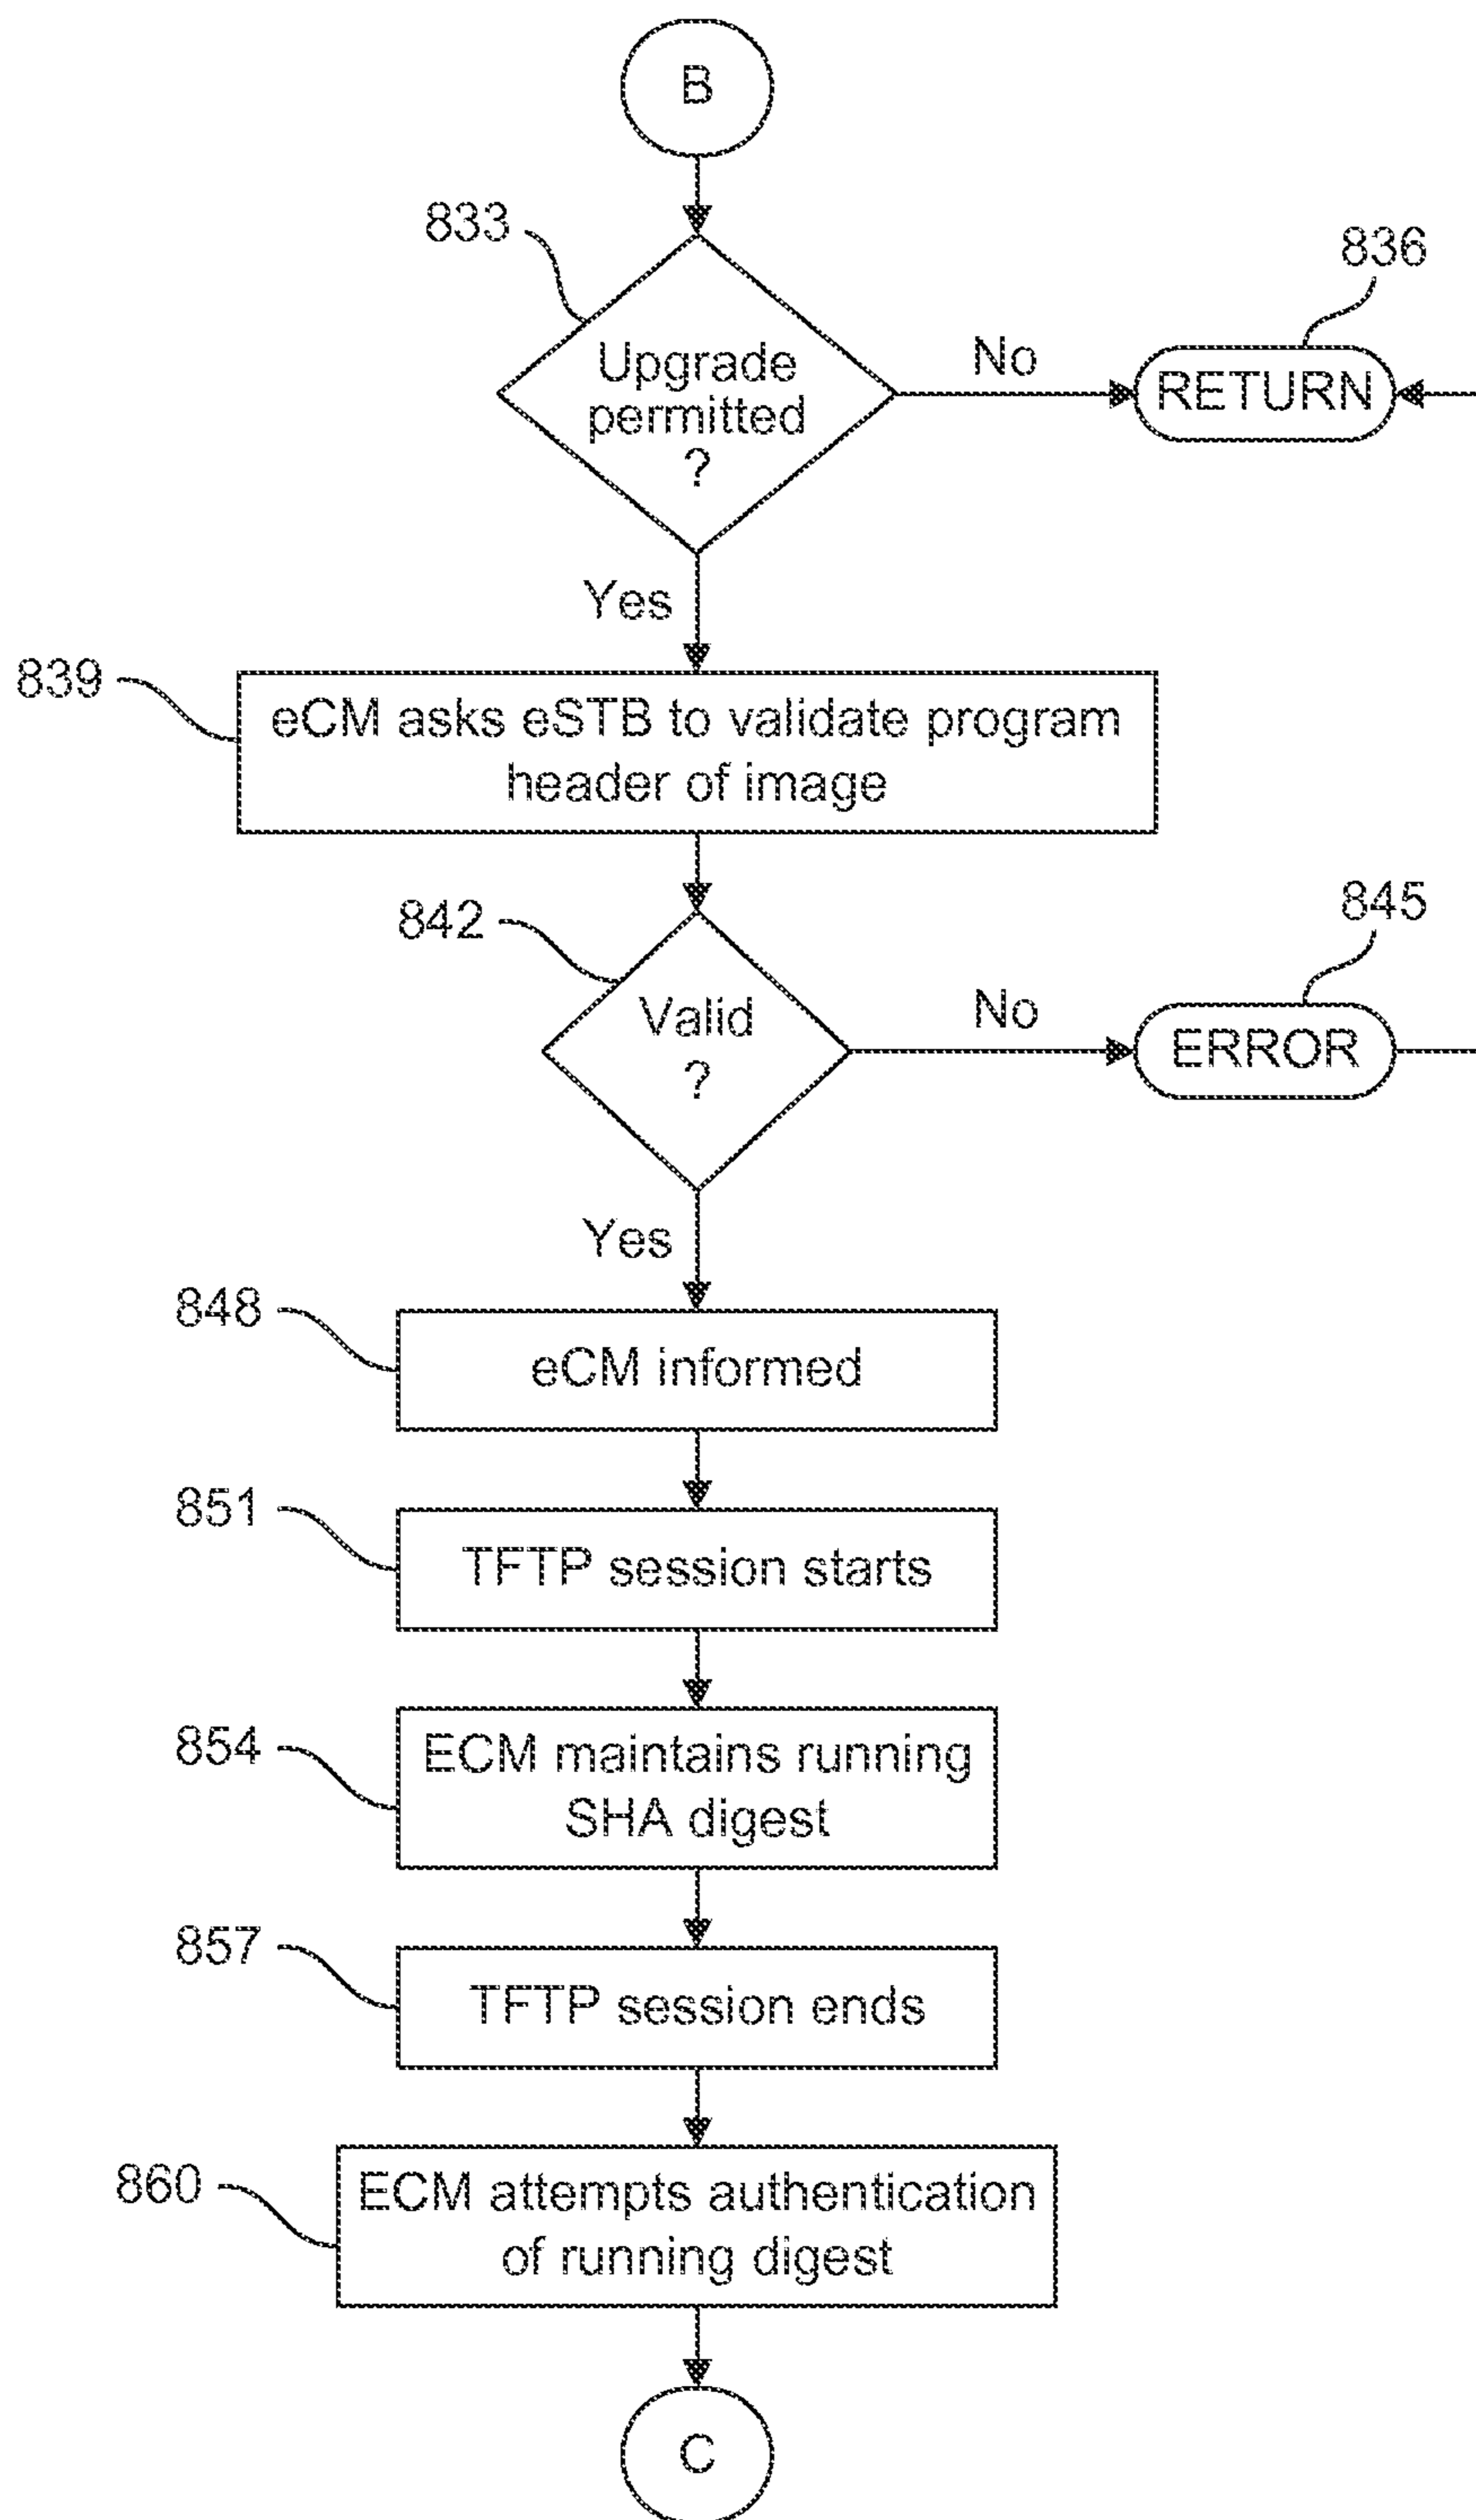 B
833
836
Upgrade
permitted
?
No
RETURN
Yes
839
eCM asks eSTB to validate program
header of image
842
845
Valid
?
No
ERROR
Yes
848
eCM informed
851
TFTP session starts
854
ECM maintains running
SHA digest
857
TFTP session ends
860
ECM attempts authentication
of running digest
C